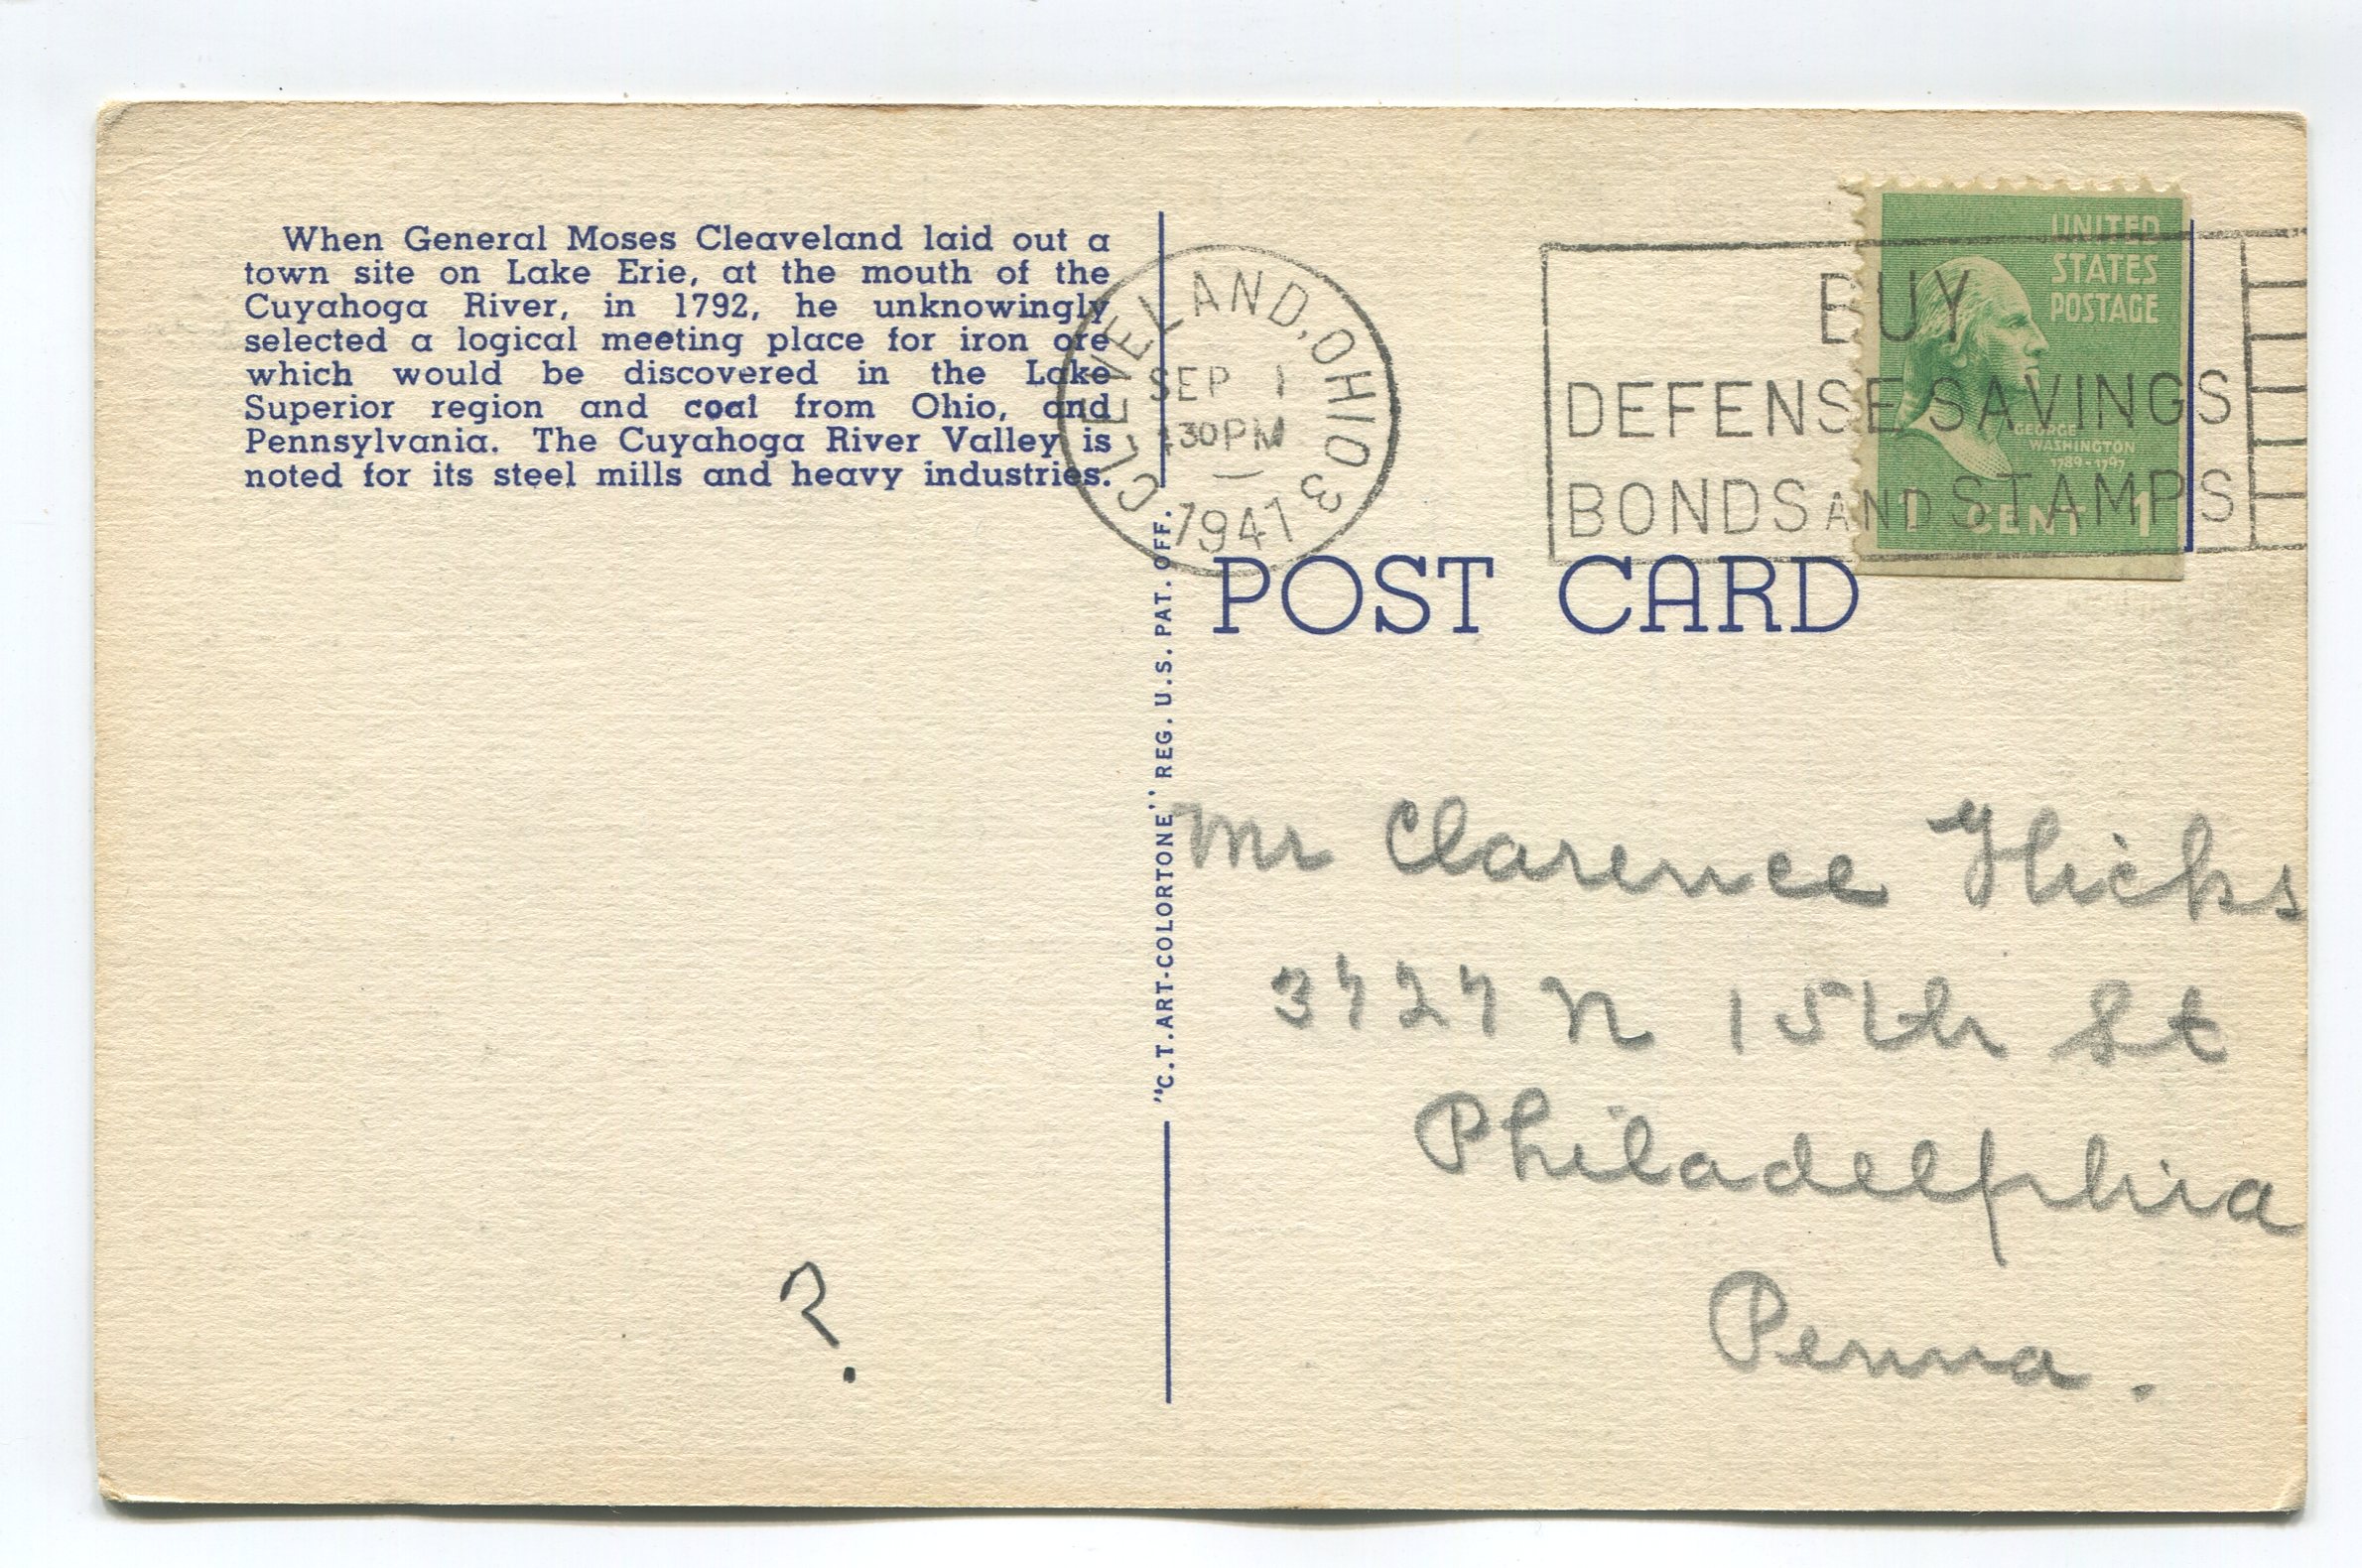 When General Moses Cleaveland laid out a
town site on Lake Erie, at the mouth of the
Cuyahoga River, in 1792, he unknowingly
selected a logical meeting place for iron ore
which would be discovered in the Lake
Superior region and coal from Ohio, and
Pennsylvania. The Cuyahoga River Valley is
noted for its steel mills and heavy industries.
?
"C.T. ART-COLORTONE" REG. U.S. PAT. OFF.
CLEVELAND, OHIO 3
SEP 1
30 PM
1941
BUY
DEFENSE SAVINGS
BONDS AND STAMPS
UNITED
STATES
POSTAGE
GEORGE
WASHINGTON
1789-1797
1 CENT 1
POST CARD
Mr Clarence Hicks
3727 N 15th St
Philadelphia
Penna.